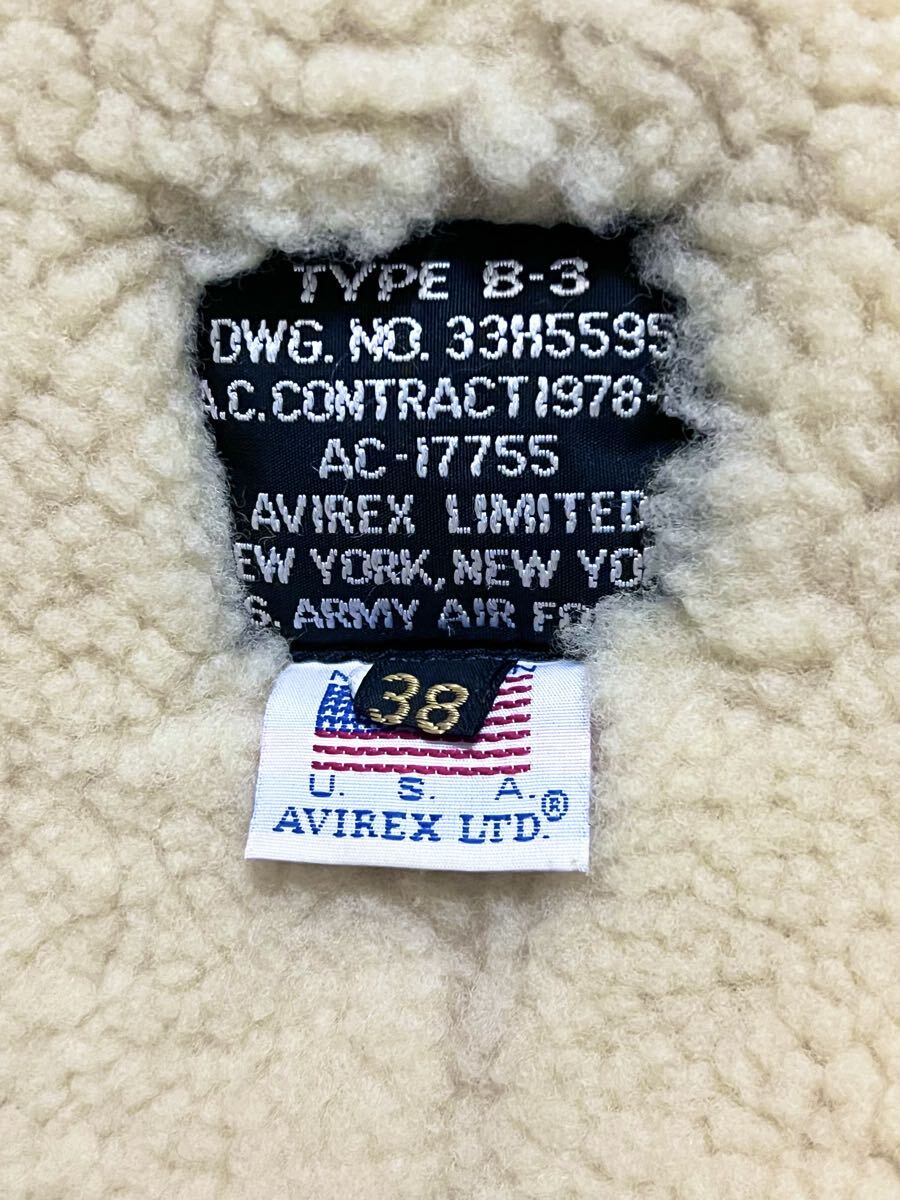 TYPE B-3
DWG. NO. 33H5595
A.C. CONTRACT 1978-
AC-17755
AVIREX LIMITED
EW YORK, NEW YO
S. ARMY AIR FO
38
U. S. A.
AVIREX LTD.®